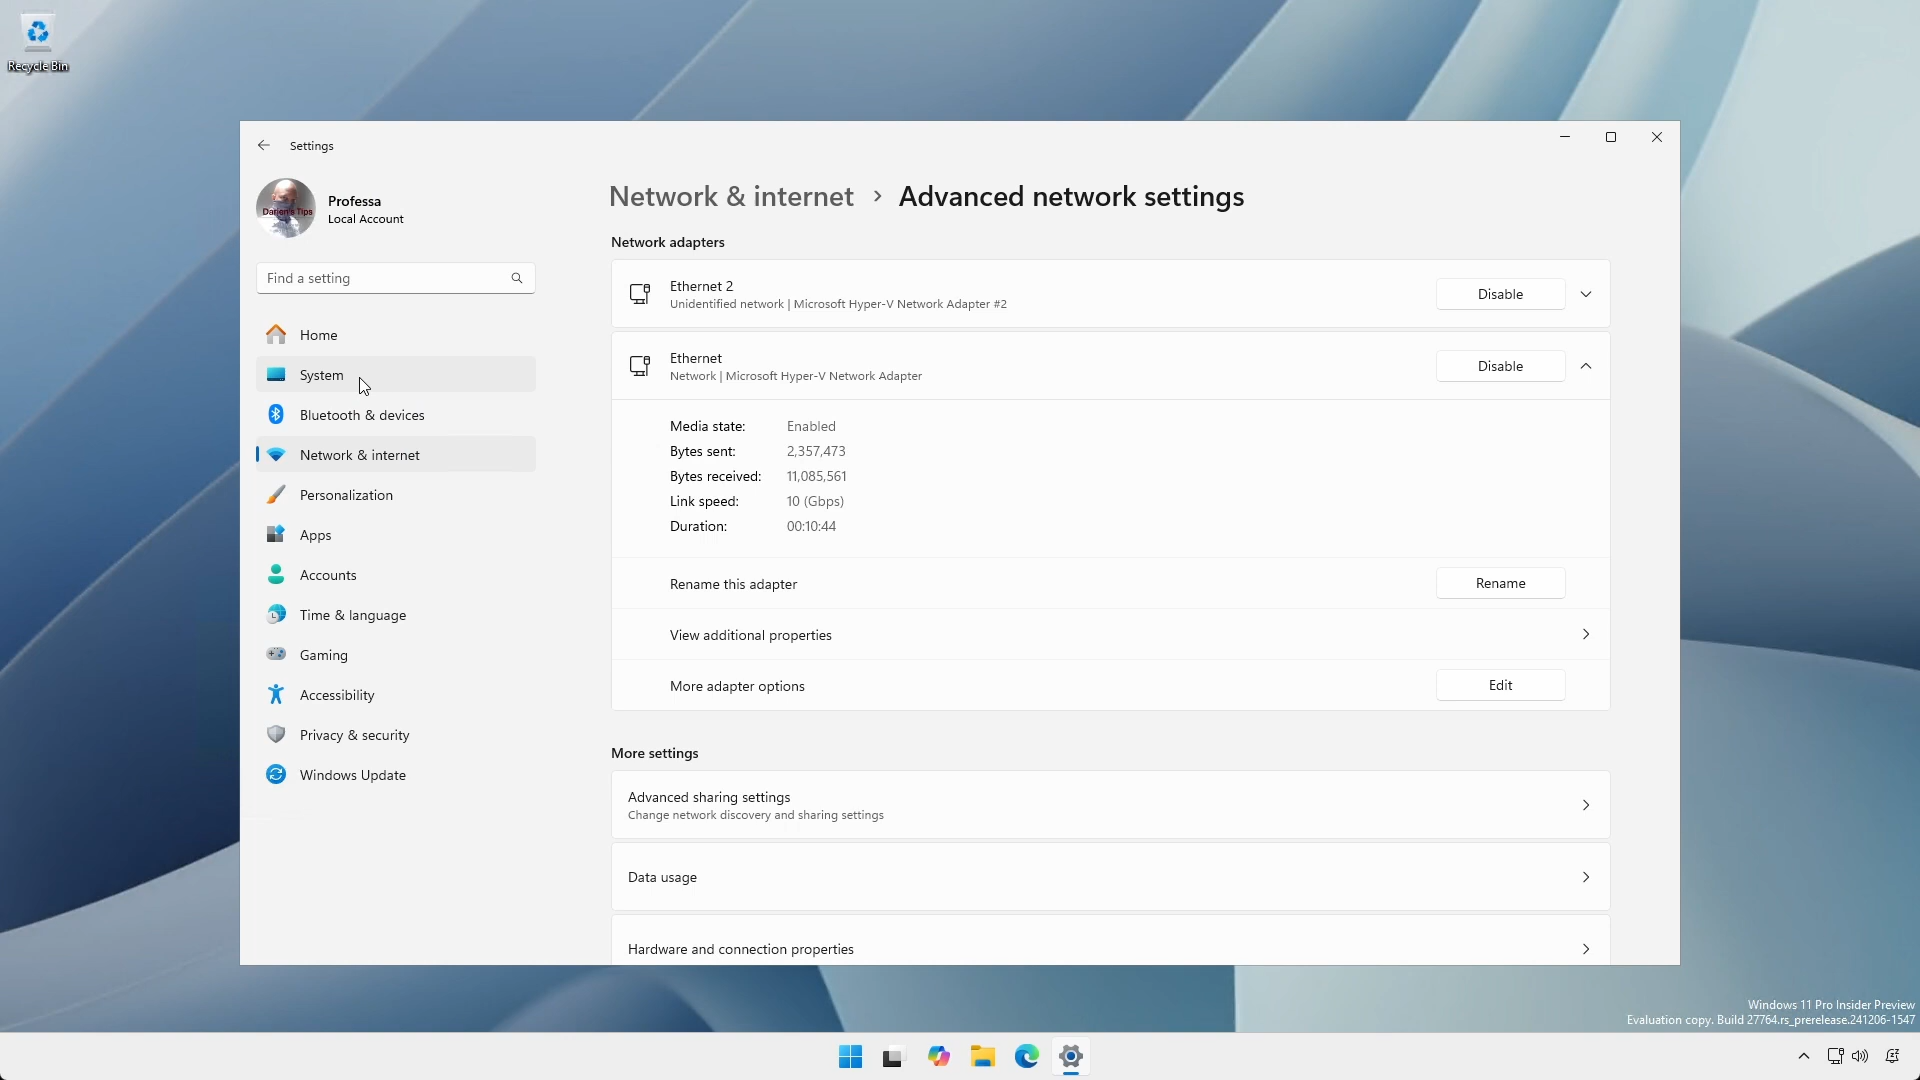 Recycle Bin
Settings
Professa
Local Account
Darien's Tips
Find a setting
Home
System
Bluetooth & devices
Network & internet
Personalization
Apps
Accounts
Time & language
Gaming
Accessibility
Privacy & security
Windows Update
Network & internet > Advanced network settings
Network adapters
Ethernet 2
Unidentified network | Microsoft Hyper-V Network Adapter #2
Disable
Ethernet
Network | Microsoft Hyper-V Network Adapter
Disable
Media state: Enabled
Bytes sent: 2,357,473
Bytes received: 11,085,561
Link speed: 10 (Gbps)
Duration: 00:10:44
Rename this adapter
Rename
View additional properties
More adapter options
Edit
More settings
Advanced sharing settings
Change network discovery and sharing settings
Data usage
Hardware and connection properties
Windows 11 Pro Insider Preview
Evaluation copy. Build 27764.rs_prerelease.241206-1547